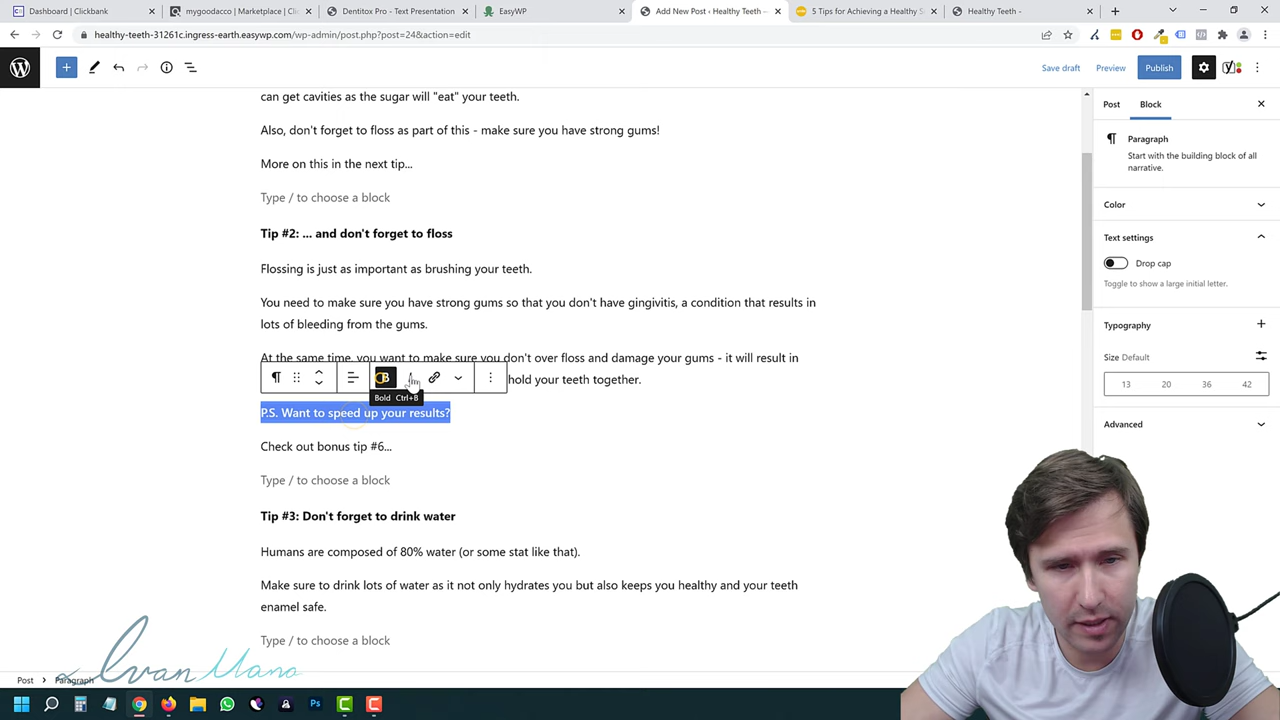 Dashboard | Clickbank
mygoodacco | Marketplace | Clic
Dentitox Pro - Text Presentation
EasyWP
Add New Post ‹ Healthy Teeth —
5 Tips for Achieving a Healthy S
Healthy Teeth -
healthy-teeth-31261c.ingress-earth.easywp.com/wp-admin/post.php?post=24&action=edit
Save draft
Preview
Publish
can get cavities as the sugar will "eat" your teeth.
Also, don't forget to floss as part of this - make sure you have strong gums!
More on this in the next tip...
Type / to choose a block
Tip #2: ... and don't forget to floss
Flossing is just as important as brushing your teeth.
You need to make sure you have strong gums so that you don't have gingivitis, a condition that results in
lots of bleeding from the gums.
At the same time, you want to make sure you don't over floss and damage your gums - it will result in
hold your teeth together.
B
Bold Ctrl+B
P.S. Want to speed up your results?
Check out bonus tip #6...
Type / to choose a block
Tip #3: Don't forget to drink water
Humans are composed of 80% water (or some stat like that).
Make sure to drink lots of water as it not only hydrates you but also keeps you healthy and your teeth
enamel safe.
Type / to choose a block
Post
Block
Paragraph
Start with the building block of all
narrative.
Color
Text settings
Drop cap
Toggle to show a large initial letter.
Typography
Size Default
13 20 36 42
Advanced
Ivan Mana
Post
Paragraph
Ps